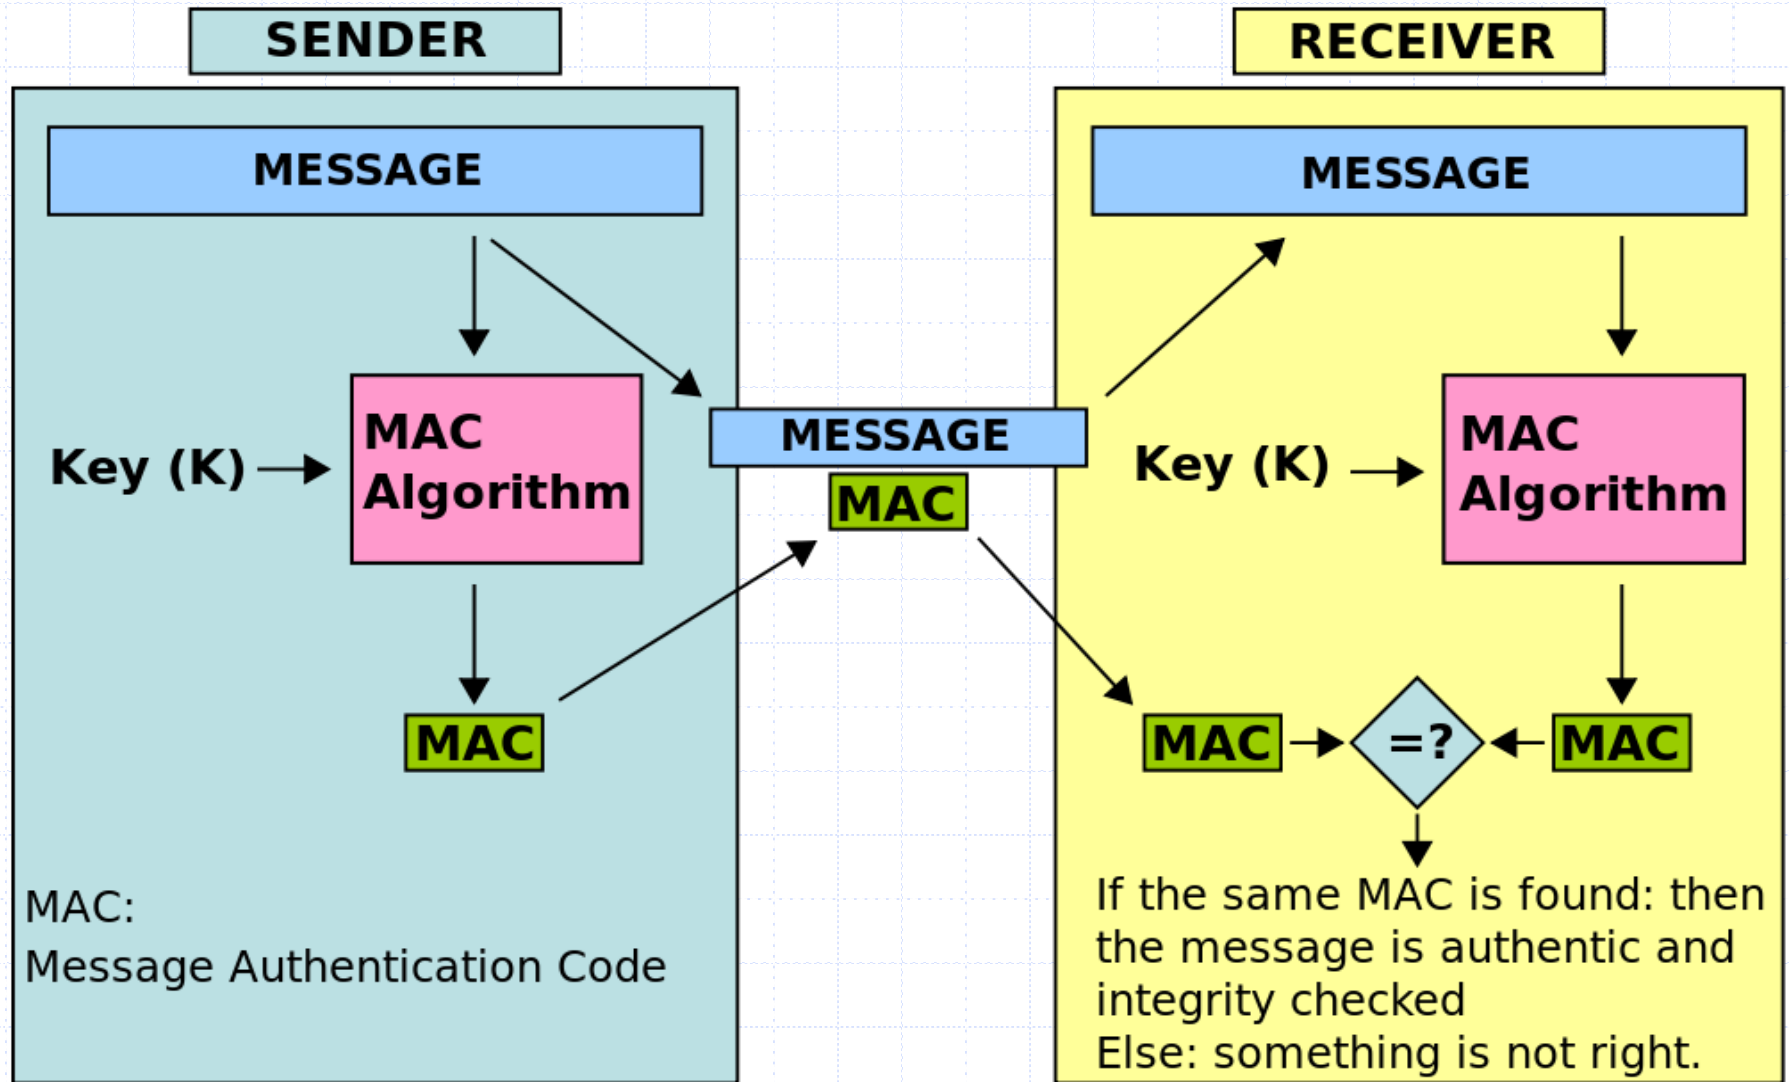 SENDER
MESSAGE
Key (K)
MAC
Algorithm
MAC
MAC:
Message Authentication Code
MESSAGE
MAC
RECEIVER
MESSAGE
Key (K)
MAC
Algorithm
MAC
=?
MAC
If the same MAC is found: then
the message is authentic and
integrity checked
Else: something is not right.